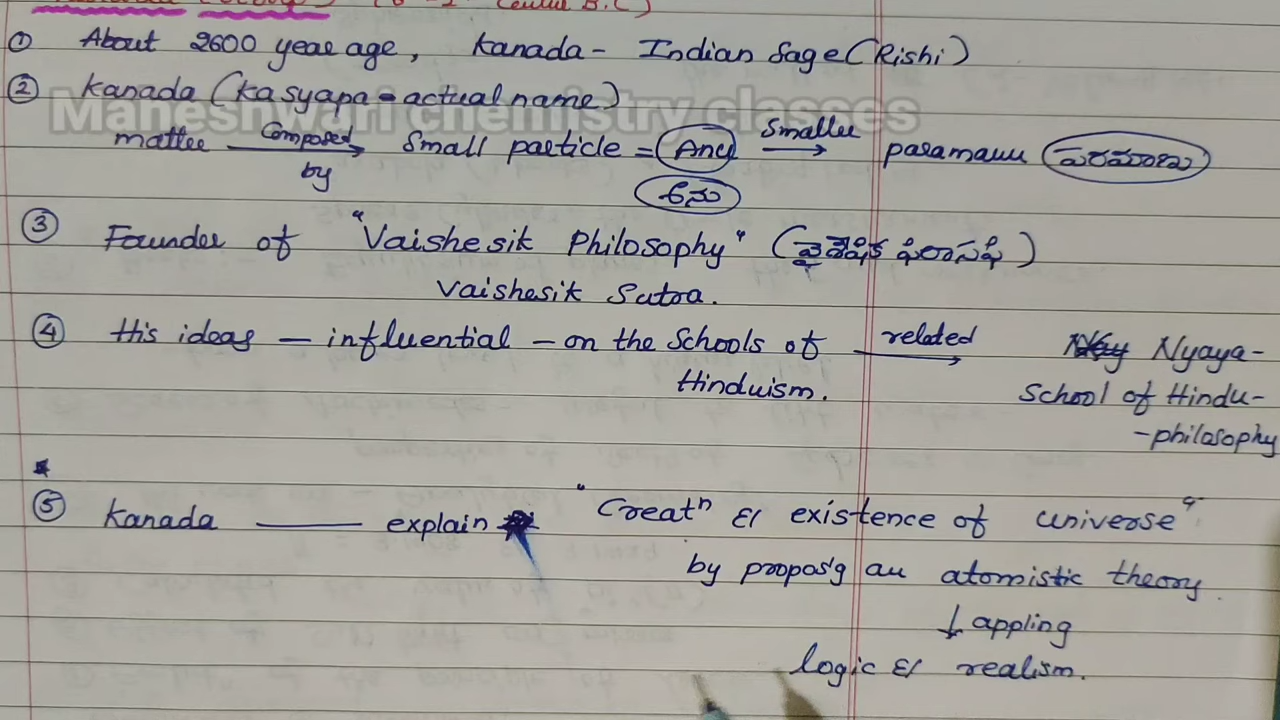 ① About 2600 year age, Kanada - Indian Sage (Rishi)
② Kanada (Kasyapa - actual name)
Maheshwari chemistry classes
matter Composed by Small particle = Anu Smaller paramanu ಪರಮಾಣು
ಅಣು
③ Founder of "Vaishesik Philosophy" (ವೈಶೇಷಿಕ ಫಿಲಾಸಫಿ)
Vaishesik Sutra.
④ His ideas – influential – on the Schools of Hinduism. related Nyaya-
School of Hindu-
-philosophy
⑤ Kanada — explain "Creatⁿ & existence of universe"
by propos'g an atomistic theory.
↓ appling
logic & realism.